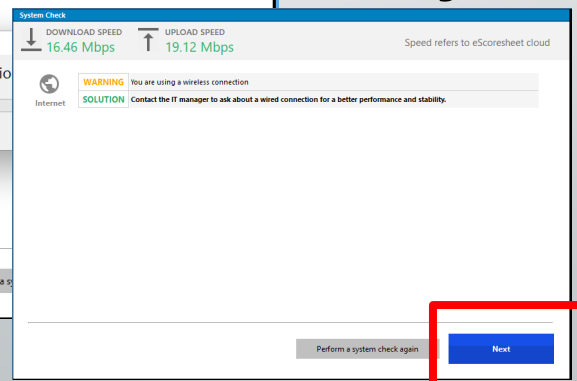 System Check
DOWNLOAD SPEED
16.46 Mbps
UPLOAD SPEED
19.12 Mbps
Speed refers to eScoresheet cloud
Internet
WARNING You are using a wireless connection
SOLUTION Contact the IT manager to ask about a wired connection for a better performance and stability.
Perform a system check again
Next